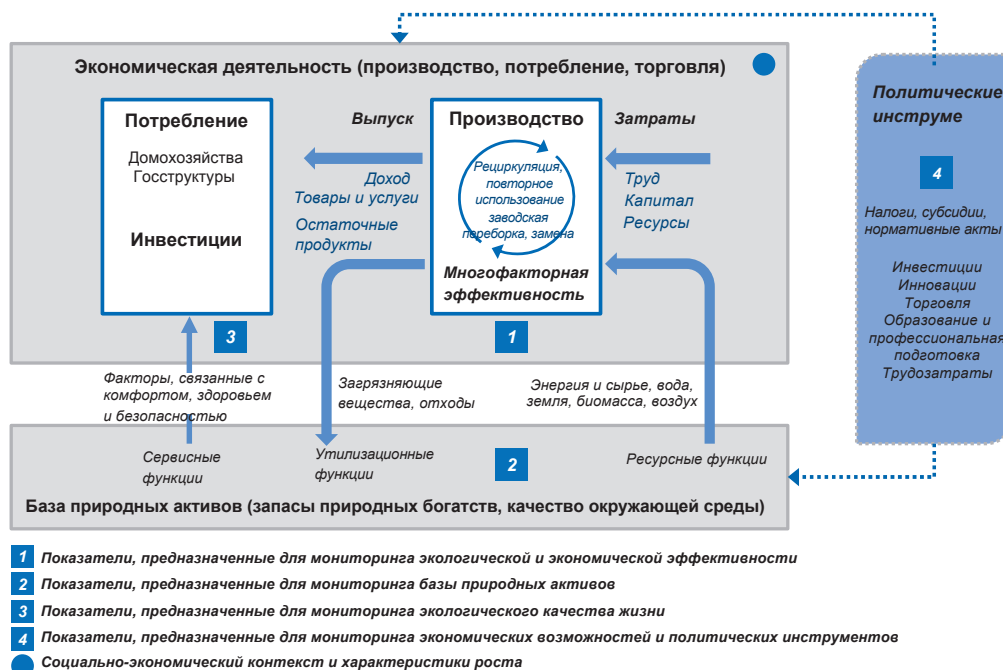 Экономическая деятельность (производство, потребление, торговля)
Потребление
Домохозяйства
Госструктуры
Инвестиции
3
Выпуск
Доход
Товары и услуги
Остаточные
продукты
Производство
Рециркуляция,
повторное
использование
заводская
переборка, замена
Многофакторная
эффективность
1
Затраты
Труд
Капитал
Ресурсы
Политические
инструме
4
Налоги, субсидии,
нормативные акты
Инвестиции
Инновации
Торговля
Образование и
профессиональная
подготовка
Трудозатраты
Факторы, связанные с
комфортом, здоровьем
и безопасностью
Загрязняющие
вещества, отходы
Энергия и сырье, вода,
земля, биомасса, воздух
Сервисные
функции
Утилизационные
функции
2
Ресурсные функции
База природных активов (запасы природных богатств, качество окружающей среды)
1 Показатели, предназначенные для мониторинга экологической и экономической эффективности
2 Показатели, предназначенные для мониторинга базы природных активов
3 Показатели, предназначенные для мониторинга экологического качества жизни
4 Показатели, предназначенные для мониторинга экономических возможностей и политических инструментов
Социально-экономический контекст и характеристики роста